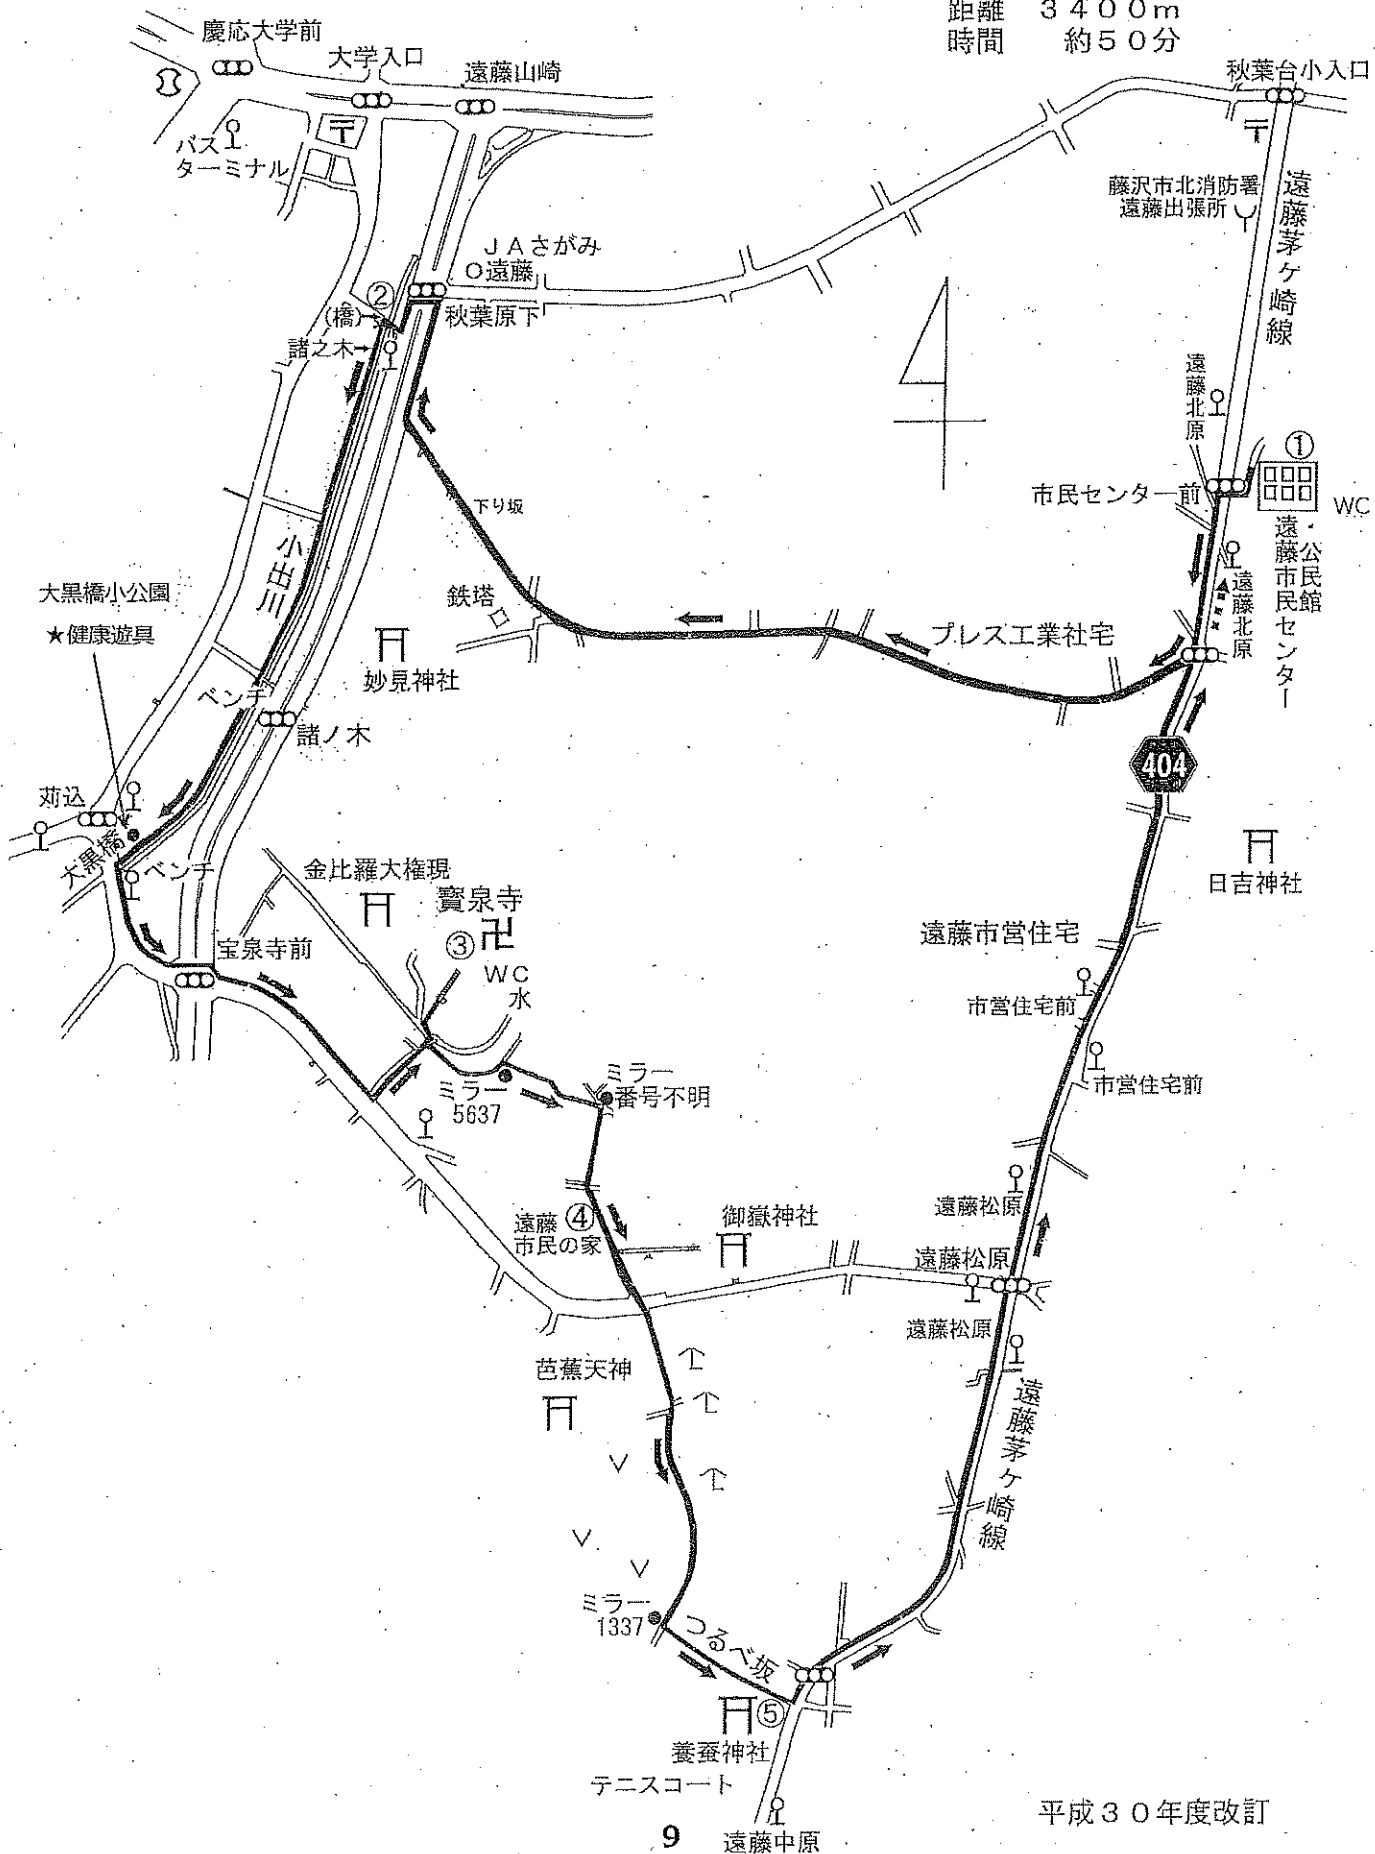 距離　３４００ｍ
時間　約５０分
慶応大学前
大学入口
遠藤山崎
秋葉台小入口
バス
ターミナル
藤沢市北消防署
遠藤出張所
遠藤茅ケ崎線
ＪＡさがみ
遠藤
②
(橋)
秋葉原下
諸之木
遠藤北原
①
市民センター前
WC
遠藤市民センター
・公民館
下り坂
小出川
遠藤北原
大黒橋小公園
★健康遊具
鉄塔
プレス工業社宅
妙見神社
ベンチ
諸ノ木
404
苅込
大黒橋
ベンチ
金比羅大権現
寳泉寺
日吉神社
③
卍
宝泉寺前
WC
水
遠藤市営住宅
市営住宅前
ミラー
5637
ミラー
番号不明
市営住宅前
遠藤
市民の家
④
御嶽神社
遠藤松原
遠藤松原
遠藤松原
芭蕉天神
遠藤茅ケ崎線
ミラー
1337
つるべ坂
⑤
養蚕神社
テニスコート
平成３０年度改訂
9
遠藤中原